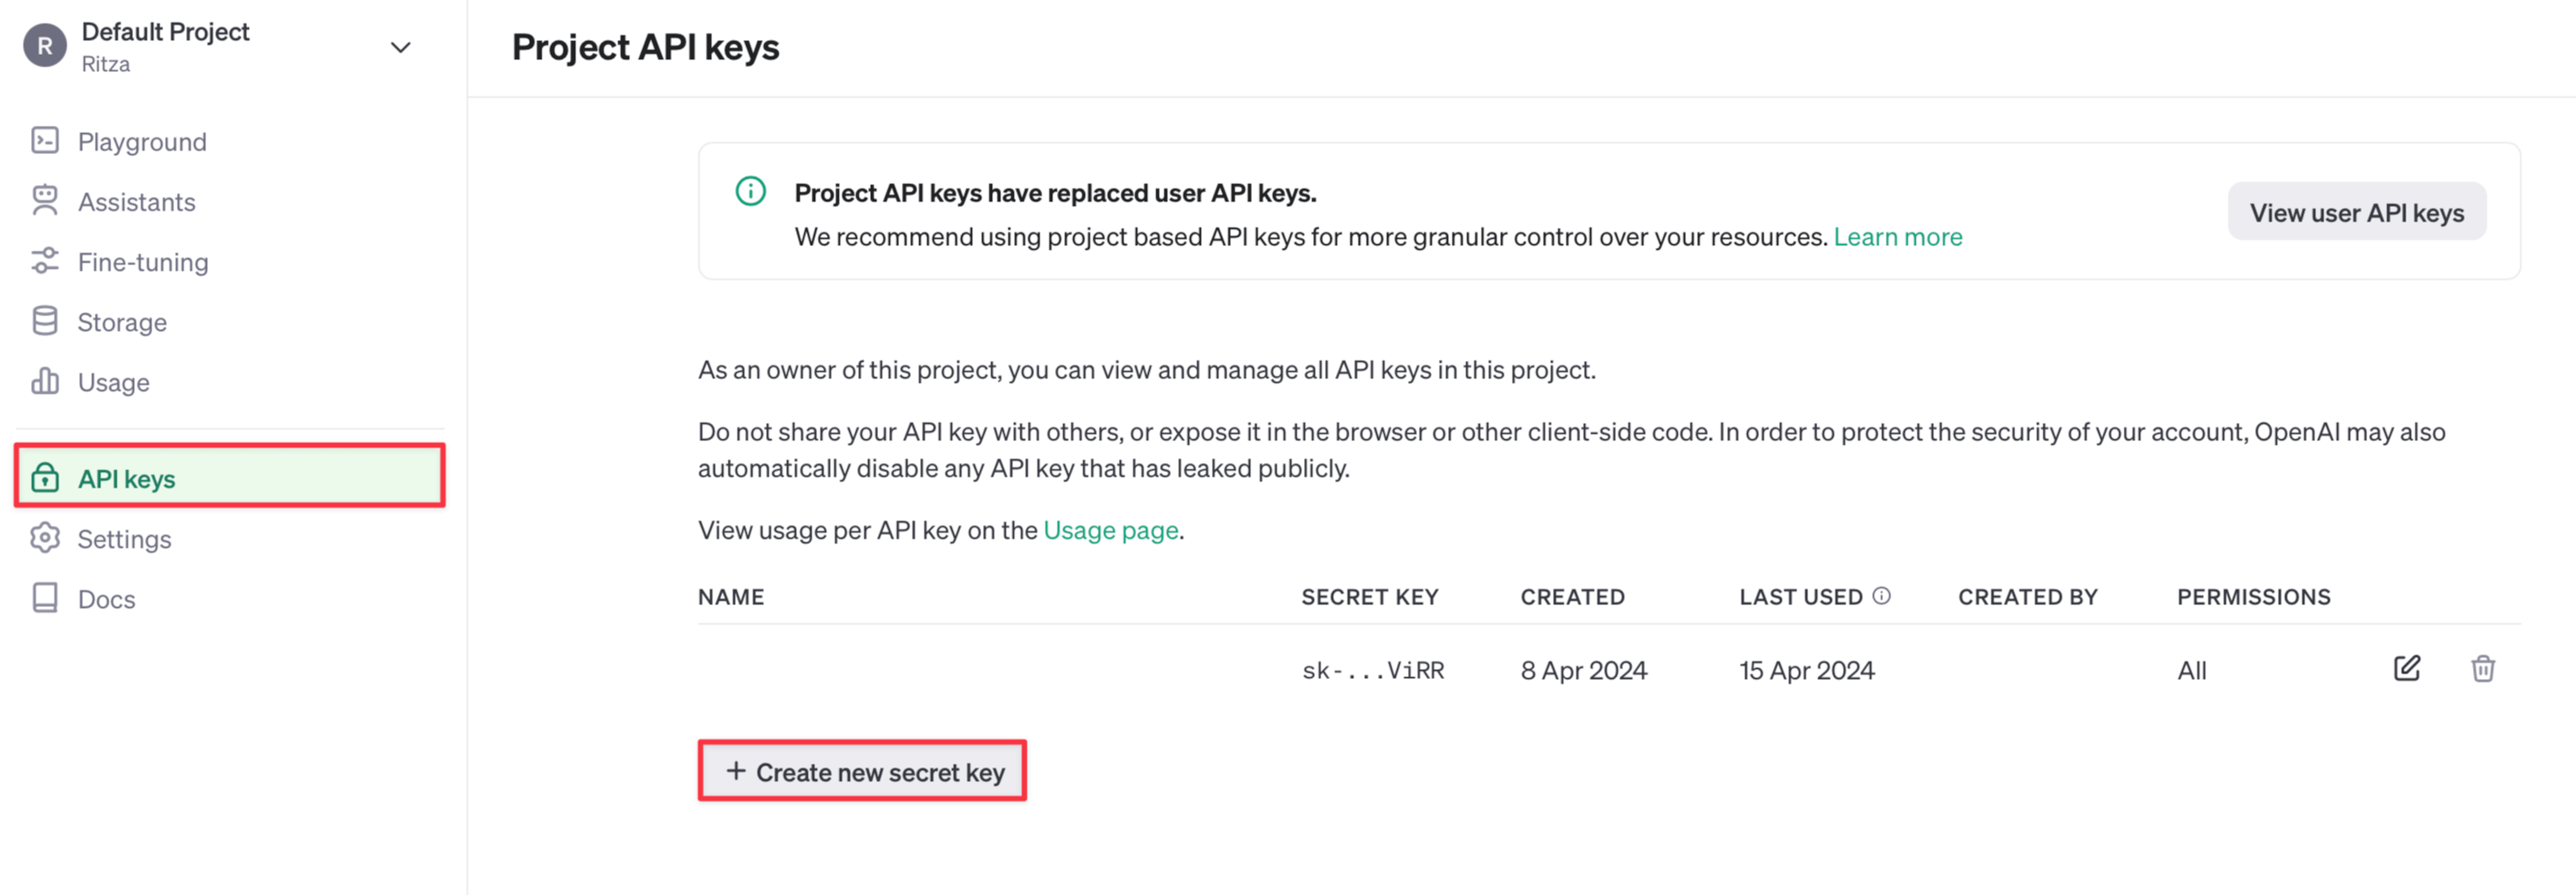 R
Default Project
Ritza
Playground
Assistants
Fine-tuning
Storage
Usage
API keys
Settings
Docs
Project API keys
Project API keys have replaced user API keys.
We recommend using project based API keys for more granular control over your resources. Learn more
View user API keys
As an owner of this project, you can view and manage all API keys in this project.
Do not share your API key with others, or expose it in the browser or other client-side code. In order to protect the security of your account, OpenAI may also
automatically disable any API key that has leaked publicly.
View usage per API key on the Usage page.
NAME SECRET KEY CREATED LAST USED CREATED BY PERMISSIONS
sk-...ViRR 8 Apr 2024 15 Apr 2024 All
+ Create new secret key